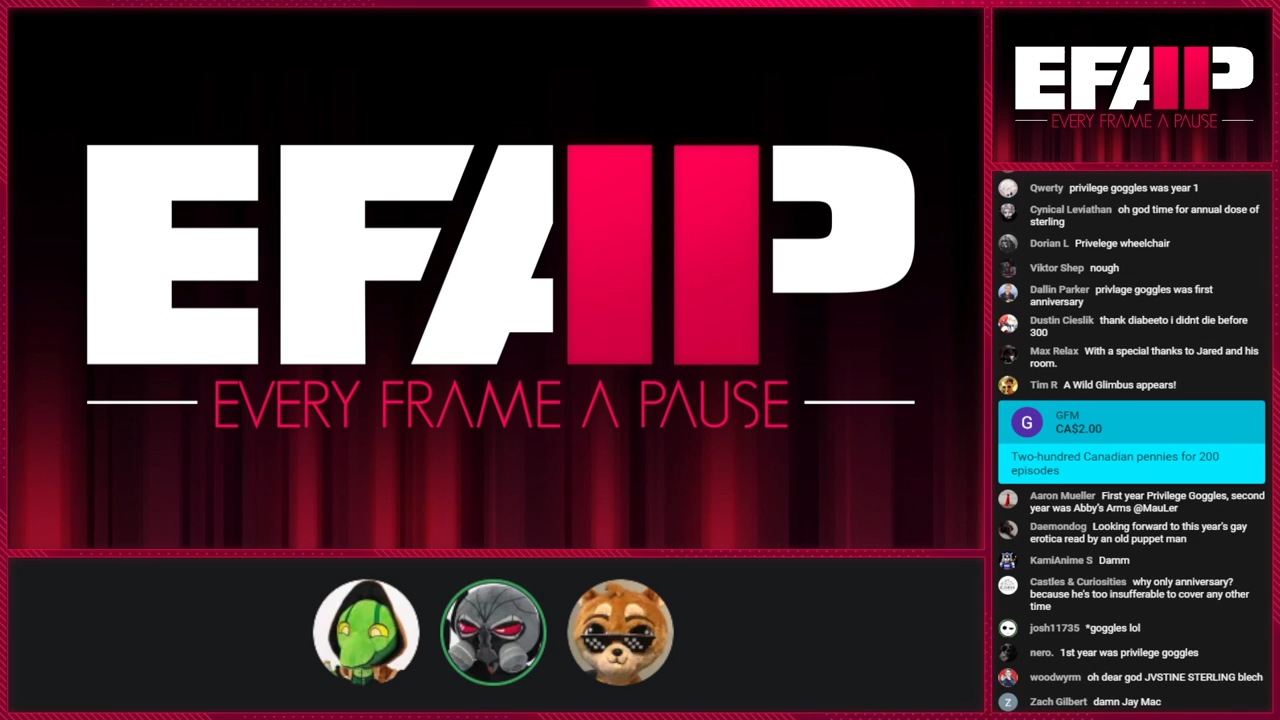 EFAP
EVERY FRAME A PAUSE
EFAP
EVERY FRAME A PAUSE
Qwerty privilege goggles was year 1
Cynical Leviathan oh god time for annual dose of
sterling
Dorian L Privelege wheelchair
Viktor Shep nough
Dallin Parker privlage goggles was first
anniversary
Dustin Cieslik thank diabeeto i didnt die before
300
Max Relax With a special thanks to Jared and his
room.
Tim R A Wild Glimbus appears!
G
GFM
CA$2.00
Two-hundred Canadian pennies for 200
episodes
Aaron Mueller First year Privilege Goggles, second
year was Abby's Arms @MauLer
Daemondog Looking forward to this year's gay
erotica read by an old puppet man
KamiAnime S Damm
Castles & Curiosities why only anniversary?
because he's too insufferable to cover any other
time
josh11735 *goggles lol
nero. 1st year was privilege goggles
woodwyrm oh dear god JVSTINE STERLING blech
Z
Zach Gilbert damn Jay Mac